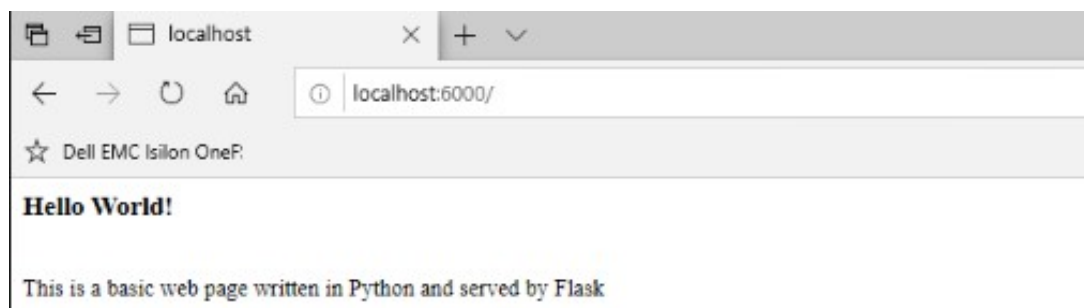 localhost
localhost:6000/
Dell EMC Isilon OneF:
Hello World!
This is a basic web page written in Python and served by Flask